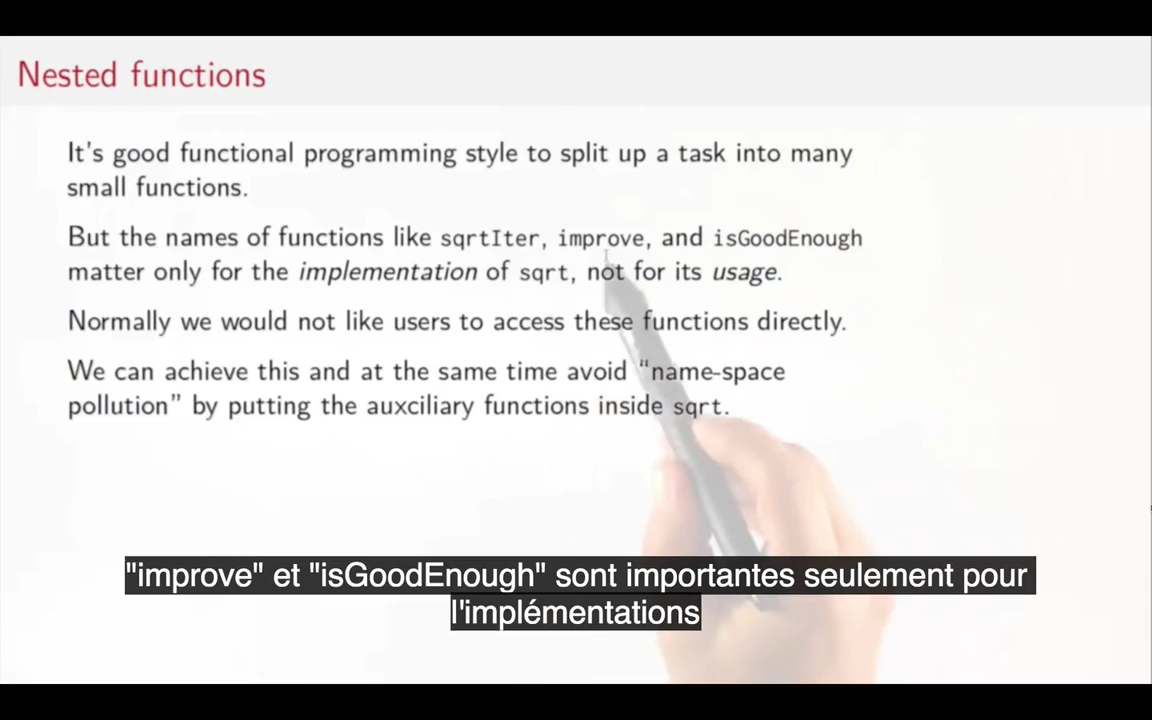 Nested functions
It's good functional programming style to split up a task into many
small functions.
But the names of functions like sqrtIter, improve, and isGoodEnough
matter only for the implementation of sqrt, not for its usage.
Normally we would not like users to access these functions directly.
We can achieve this and at the same time avoid "name-space
pollution" by putting the auxciliary functions inside sqrt.
"improve" et "isGoodEnough" sont importantes seulement pour
l'implémentations